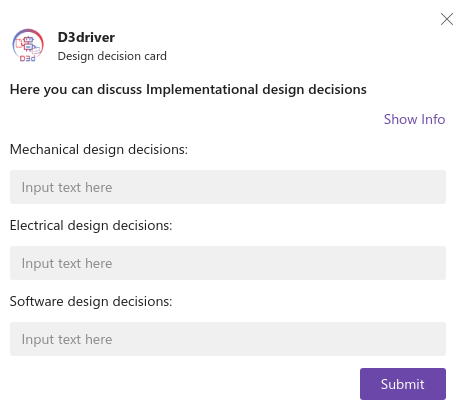 D3driver
Design decision card
D3d
Here you can discuss Implementational design decisions
Show Info
Mechanical design decisions:
Input text here
Electrical design decisions:
Input text here
Software design decisions:
Input text here
Submit